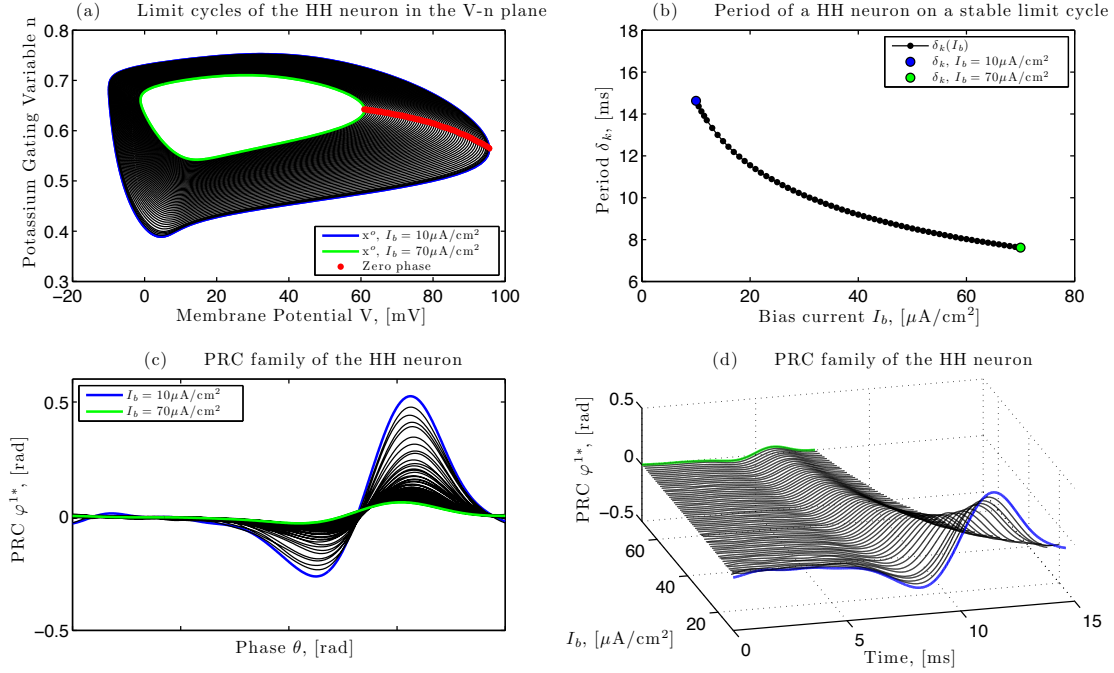 (a) Limit cycles of the HH neuron in the V-n plane
Potassium Gating Variable n
0.8
0.7
0.6
0.5
0.4
0.3
−20
0
20
40
60
80
100
Membrane Potential V, [mV]
xᵒ, I_b = 10μA/cm²
xᵒ, I_b = 70μA/cm²
Zero phase
(b) Period of a HH neuron on a stable limit cycle
Period δ_k, [ms]
18
16
14
12
10
8
6
4
0
20
40
60
80
Bias current I_b, [μA/cm²]
δ_k(I_b)
δ_k, I_b = 10μA/cm²
δ_k, I_b = 70μA/cm²
(c) PRC family of the HH neuron
PRC φ¹*, [rad]
0.5
0
−0.5
Phase θ, [rad]
I_b = 10μA/cm²
I_b = 70μA/cm²
(d) PRC family of the HH neuron
PRC φ¹*, [rad]
0.5
0
−0.5
60
40
20
I_b, [μA/cm²]
0
5
10
15
Time, [ms]